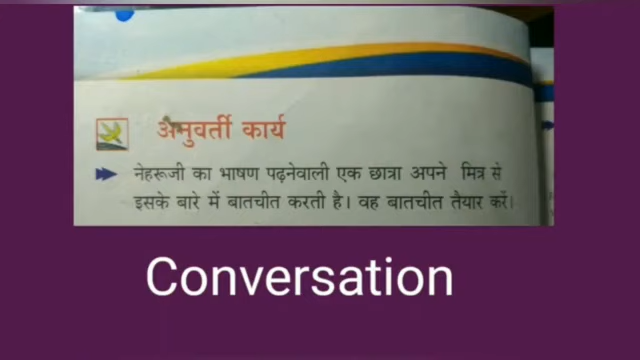 अनुवर्ती कार्य
नेहरूजी का भाषण पढ़नेवाली एक छात्रा अपने मित्र से
इसके बारे में बातचीत करती है। वह बातचीत तैयार करें।
Conversation